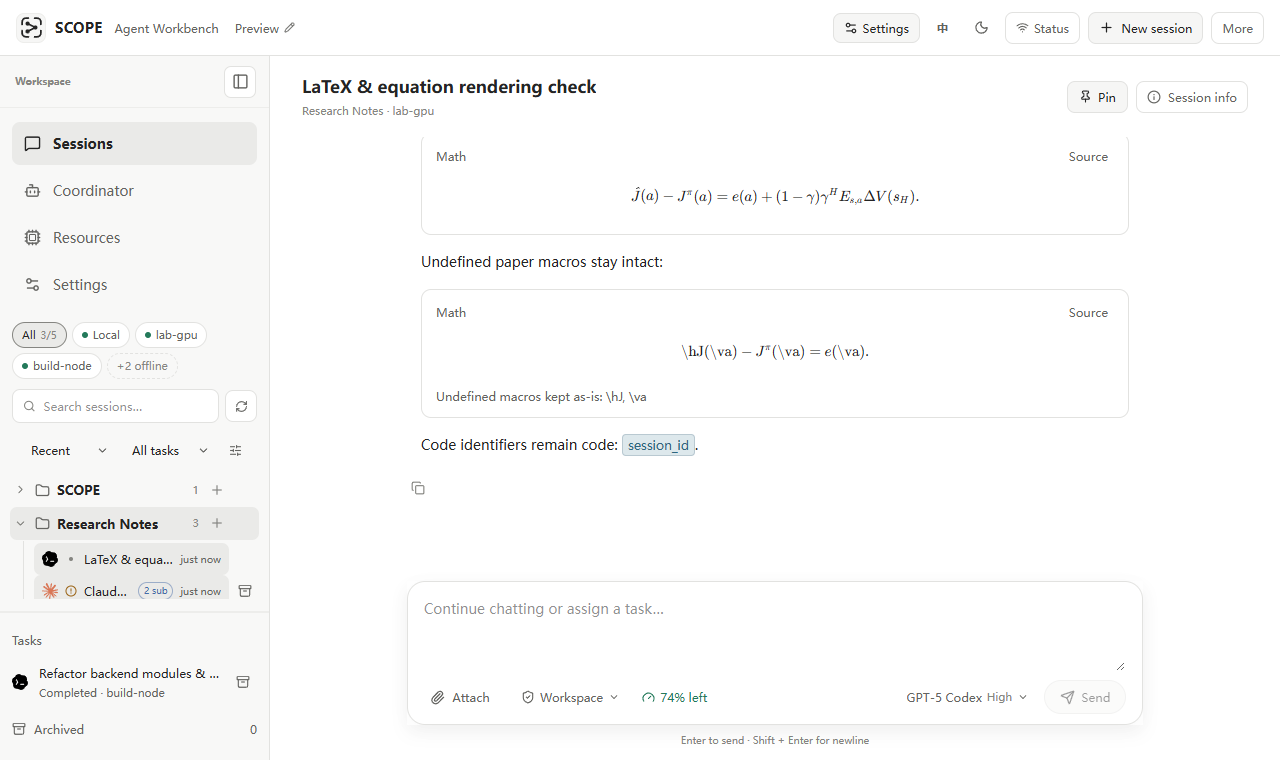 SCOPE Agent Workbench Preview Settings 中 Status New session More
Workspace
Sessions
Coordinator
Resources
Settings
All 3/5 Local lab-gpu
build-node +2 offline
Search sessions...
Recent All tasks
SCOPE 1
Research Notes 3
LaTeX & equa... just now
Claud... 2 sub just now
Tasks
Refactor backend modules & ...
Completed · build-node
Archived 0
LaTeX & equation rendering check
Research Notes · lab-gpu
Pin Session info
Math Source
Ĵ(a) − J^π(a) = e(a) + (1 − γ)γ^H E_{s,a}ΔV(s_H).
Undefined paper macros stay intact:
Math Source
\hJ(\va) − J^π(\va) = e(\va).
Undefined macros kept as-is: \hJ, \va
Code identifiers remain code: session_id.
Continue chatting or assign a task...
Attach Workspace 74% left GPT-5 Codex High Send
Enter to send · Shift + Enter for newline